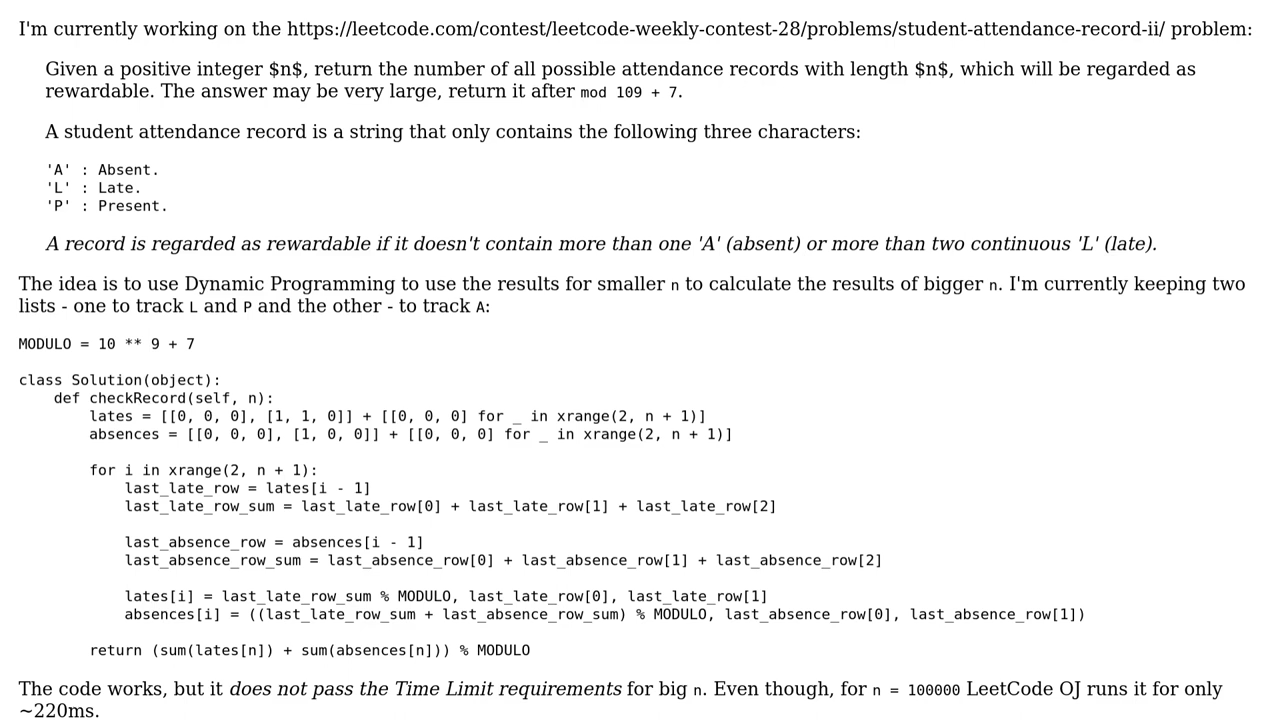 I'm currently working on the https://leetcode.com/contest/leetcode-weekly-contest-28/problems/student-attendance-record-ii/ problem:
Given a positive integer $n$, return the number of all possible attendance records with length $n$, which will be regarded as
rewardable. The answer may be very large, return it after mod 109 + 7.
A student attendance record is a string that only contains the following three characters:
'A' : Absent.
'L' : Late.
'P' : Present.
A record is regarded as rewardable if it doesn't contain more than one 'A' (absent) or more than two continuous 'L' (late).
The idea is to use Dynamic Programming to use the results for smaller n to calculate the results of bigger n. I'm currently keeping two
lists - one to track L and P and the other - to track A:
MODULO = 10 ** 9 + 7
class Solution(object):
    def checkRecord(self, n):
        lates = [[0, 0, 0], [1, 1, 0]] + [[0, 0, 0] for _ in xrange(2, n + 1)]
        absences = [[0, 0, 0], [1, 0, 0]] + [[0, 0, 0] for _ in xrange(2, n + 1)]
        for i in xrange(2, n + 1):
            last_late_row = lates[i - 1]
            last_late_row_sum = last_late_row[0] + last_late_row[1] + last_late_row[2]
            last_absence_row = absences[i - 1]
            last_absence_row_sum = last_absence_row[0] + last_absence_row[1] + last_absence_row[2]
            lates[i] = last_late_row_sum % MODULO, last_late_row[0], last_late_row[1]
            absences[i] = ((last_late_row_sum + last_absence_row_sum) % MODULO, last_absence_row[0], last_absence_row[1])
        return (sum(lates[n]) + sum(absences[n])) % MODULO
The code works, but it does not pass the Time Limit requirements for big n. Even though, for n = 100000 LeetCode OJ runs it for only
~220ms.